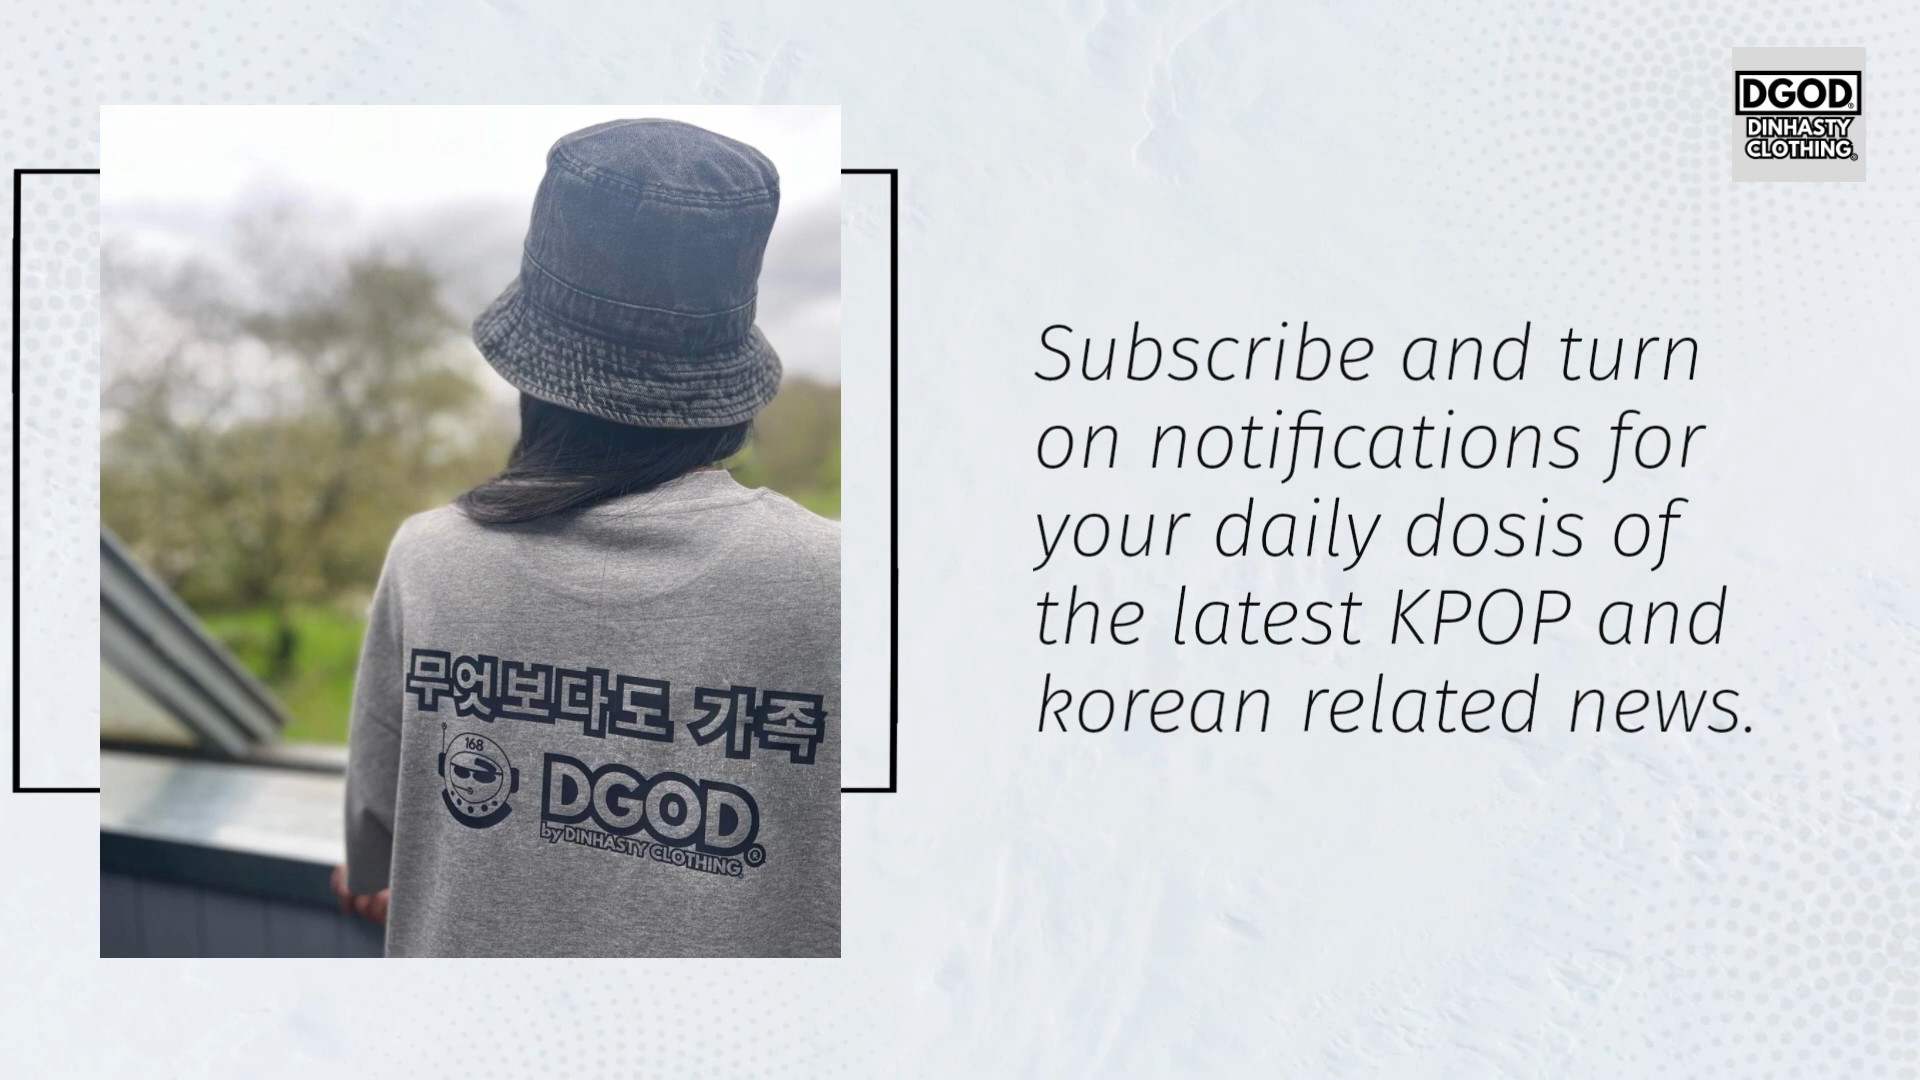 DGOD®
DINHASTY
CLOTHING®
Subscribe and turn
on notifications for
your daily dosis of
the latest KPOP and
korean related news.
무엇보다도 가족
168
DGOD®
by DINHASTY CLOTHING